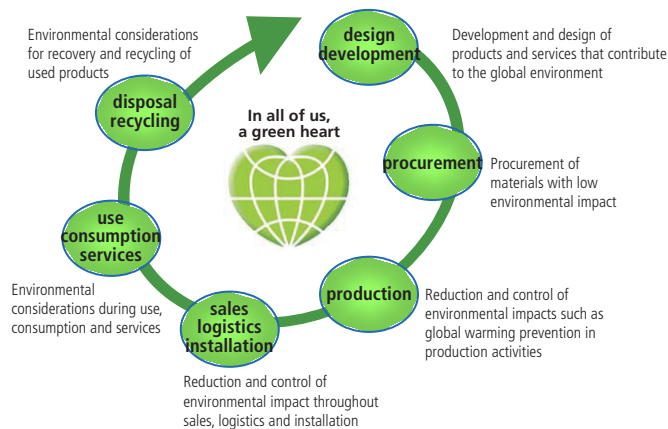 design
development
Development and design of
products and services that contribute
to the global environment
procurement
Procurement of
materials with low
environmental impact
production
Reduction and control of
environmental impacts such as
global warming prevention in
production activities
sales
logistics
installation
Reduction and control of
environmental impact throughout
sales, logistics and installation
use
consumption
services
Environmental
considerations during use,
consumption and services
disposal
recycling
Environmental considerations
for recovery and recycling of
used products
In all of us,
a green heart